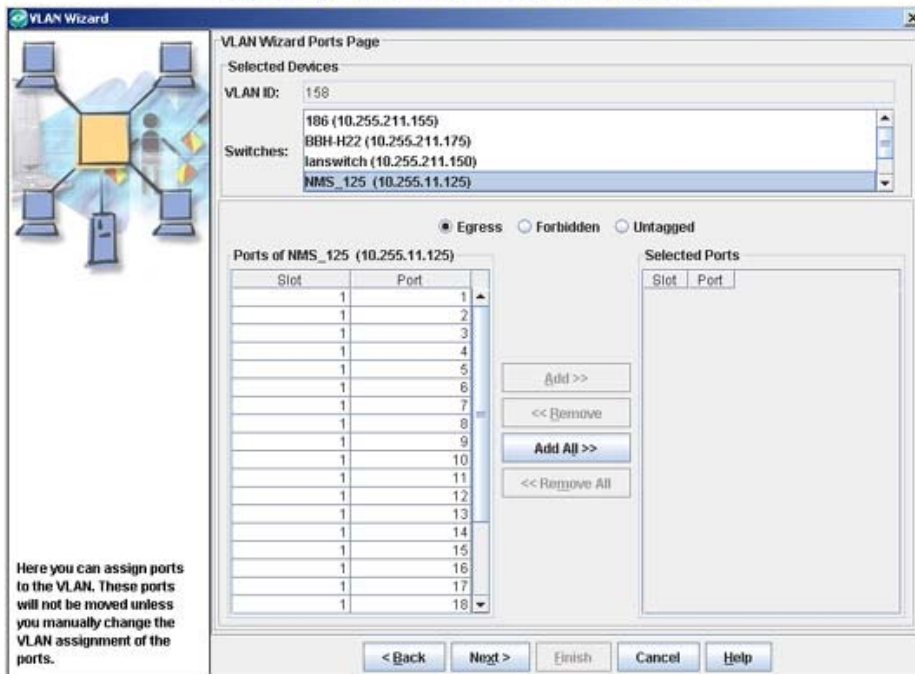 VLAN Wizard
VLAN Wizard Ports Page
Selected Devices
VLAN ID: 158
Switches:
186 (10.255.211.155)
BBH-H22 (10.255.211.175)
lanswitch (10.255.211.150)
NMS_125 (10.255.11.125)
Egress Forbidden Untagged
Ports of NMS_125 (10.255.11.125)
Slot Port
1 1
1 2
1 3
1 4
1 5
1 6
1 7
1 8
1 9
1 10
1 11
1 12
1 13
1 14
1 15
1 16
1 17
1 18
Add >>
<< Remove
Add All >>
<< Remove All
Selected Ports
Slot Port
Here you can assign ports
to the VLAN. These ports
will not be moved unless
you manually change the
VLAN assignment of the
ports.
< Back Next > Finish Cancel Help